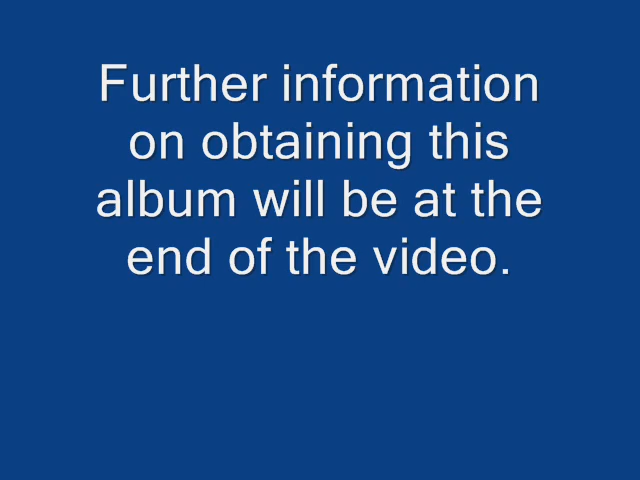 Further information
on obtaining this
album will be at the
end of the video.